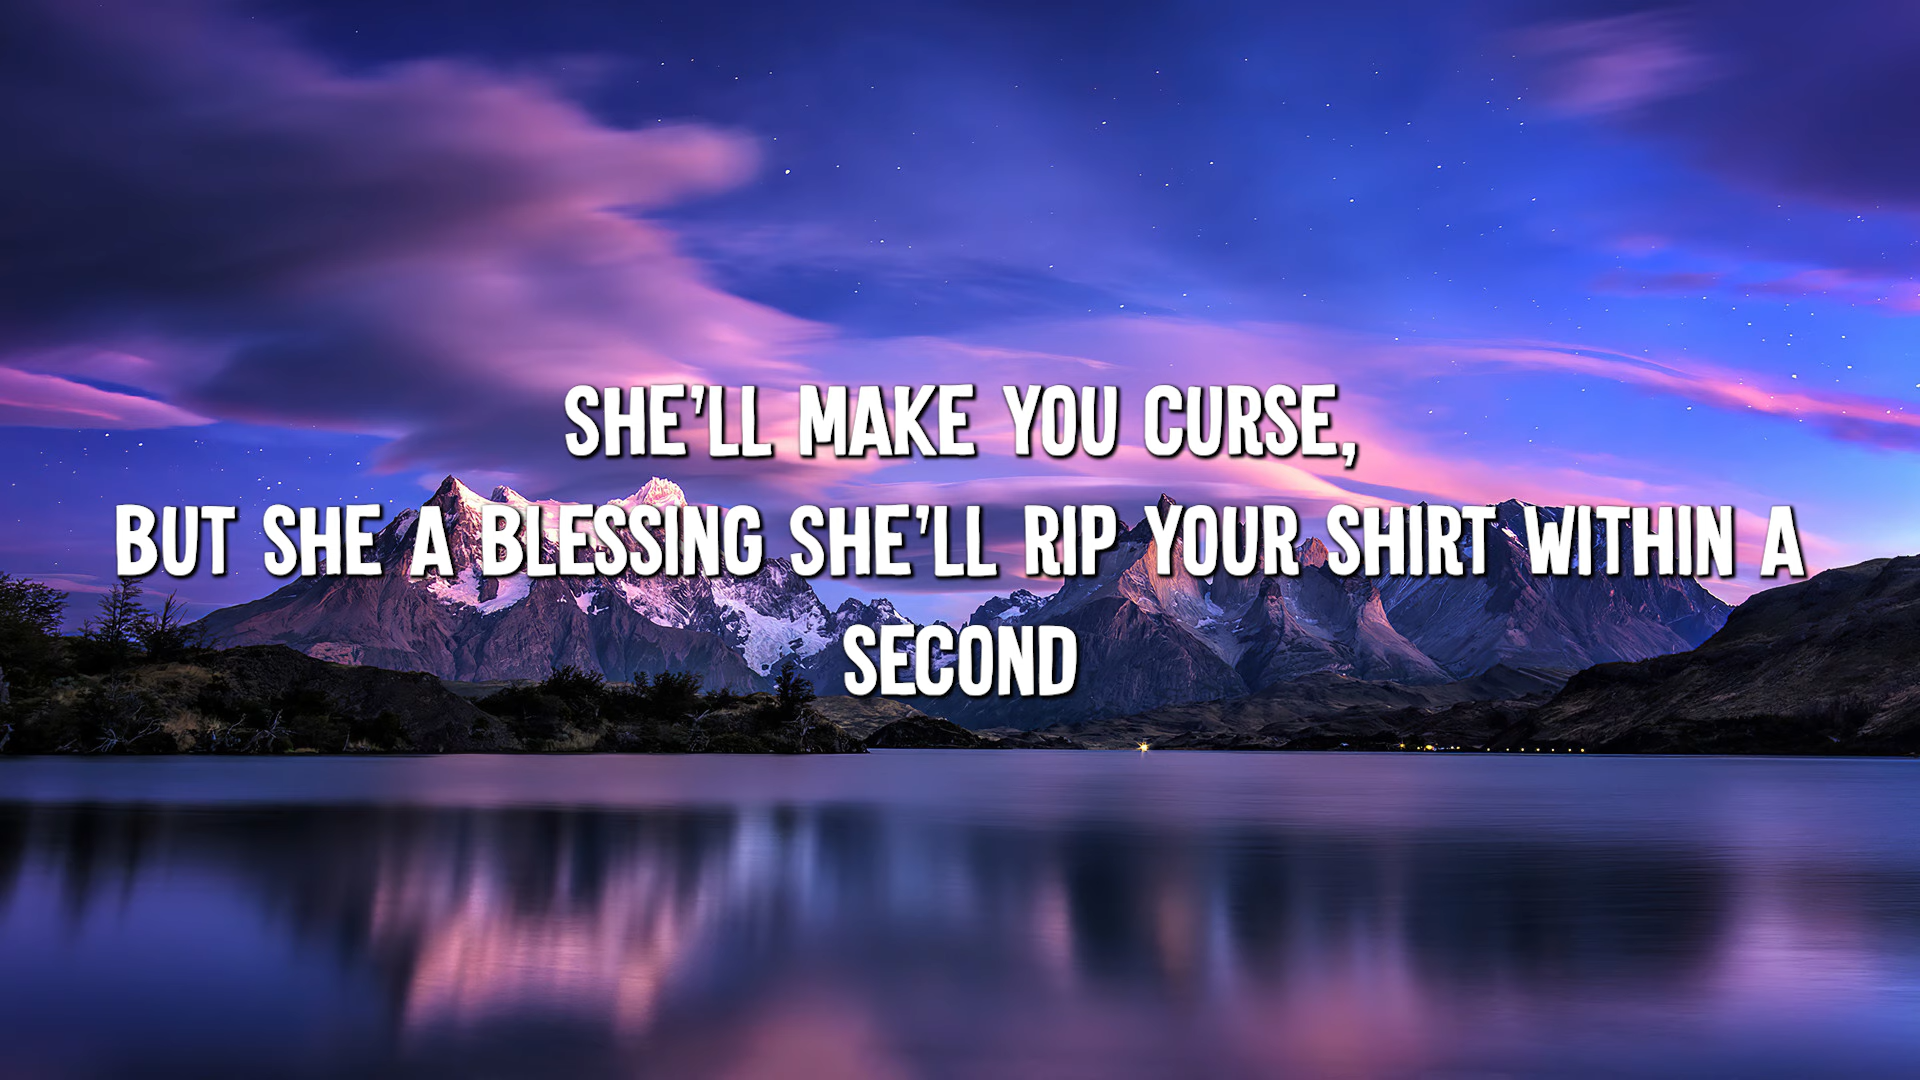 SHE'LL MAKE YOU CURSE,
BUT SHE A BLESSING SHE'LL RIP YOUR SHIRT WITHIN A
SECOND